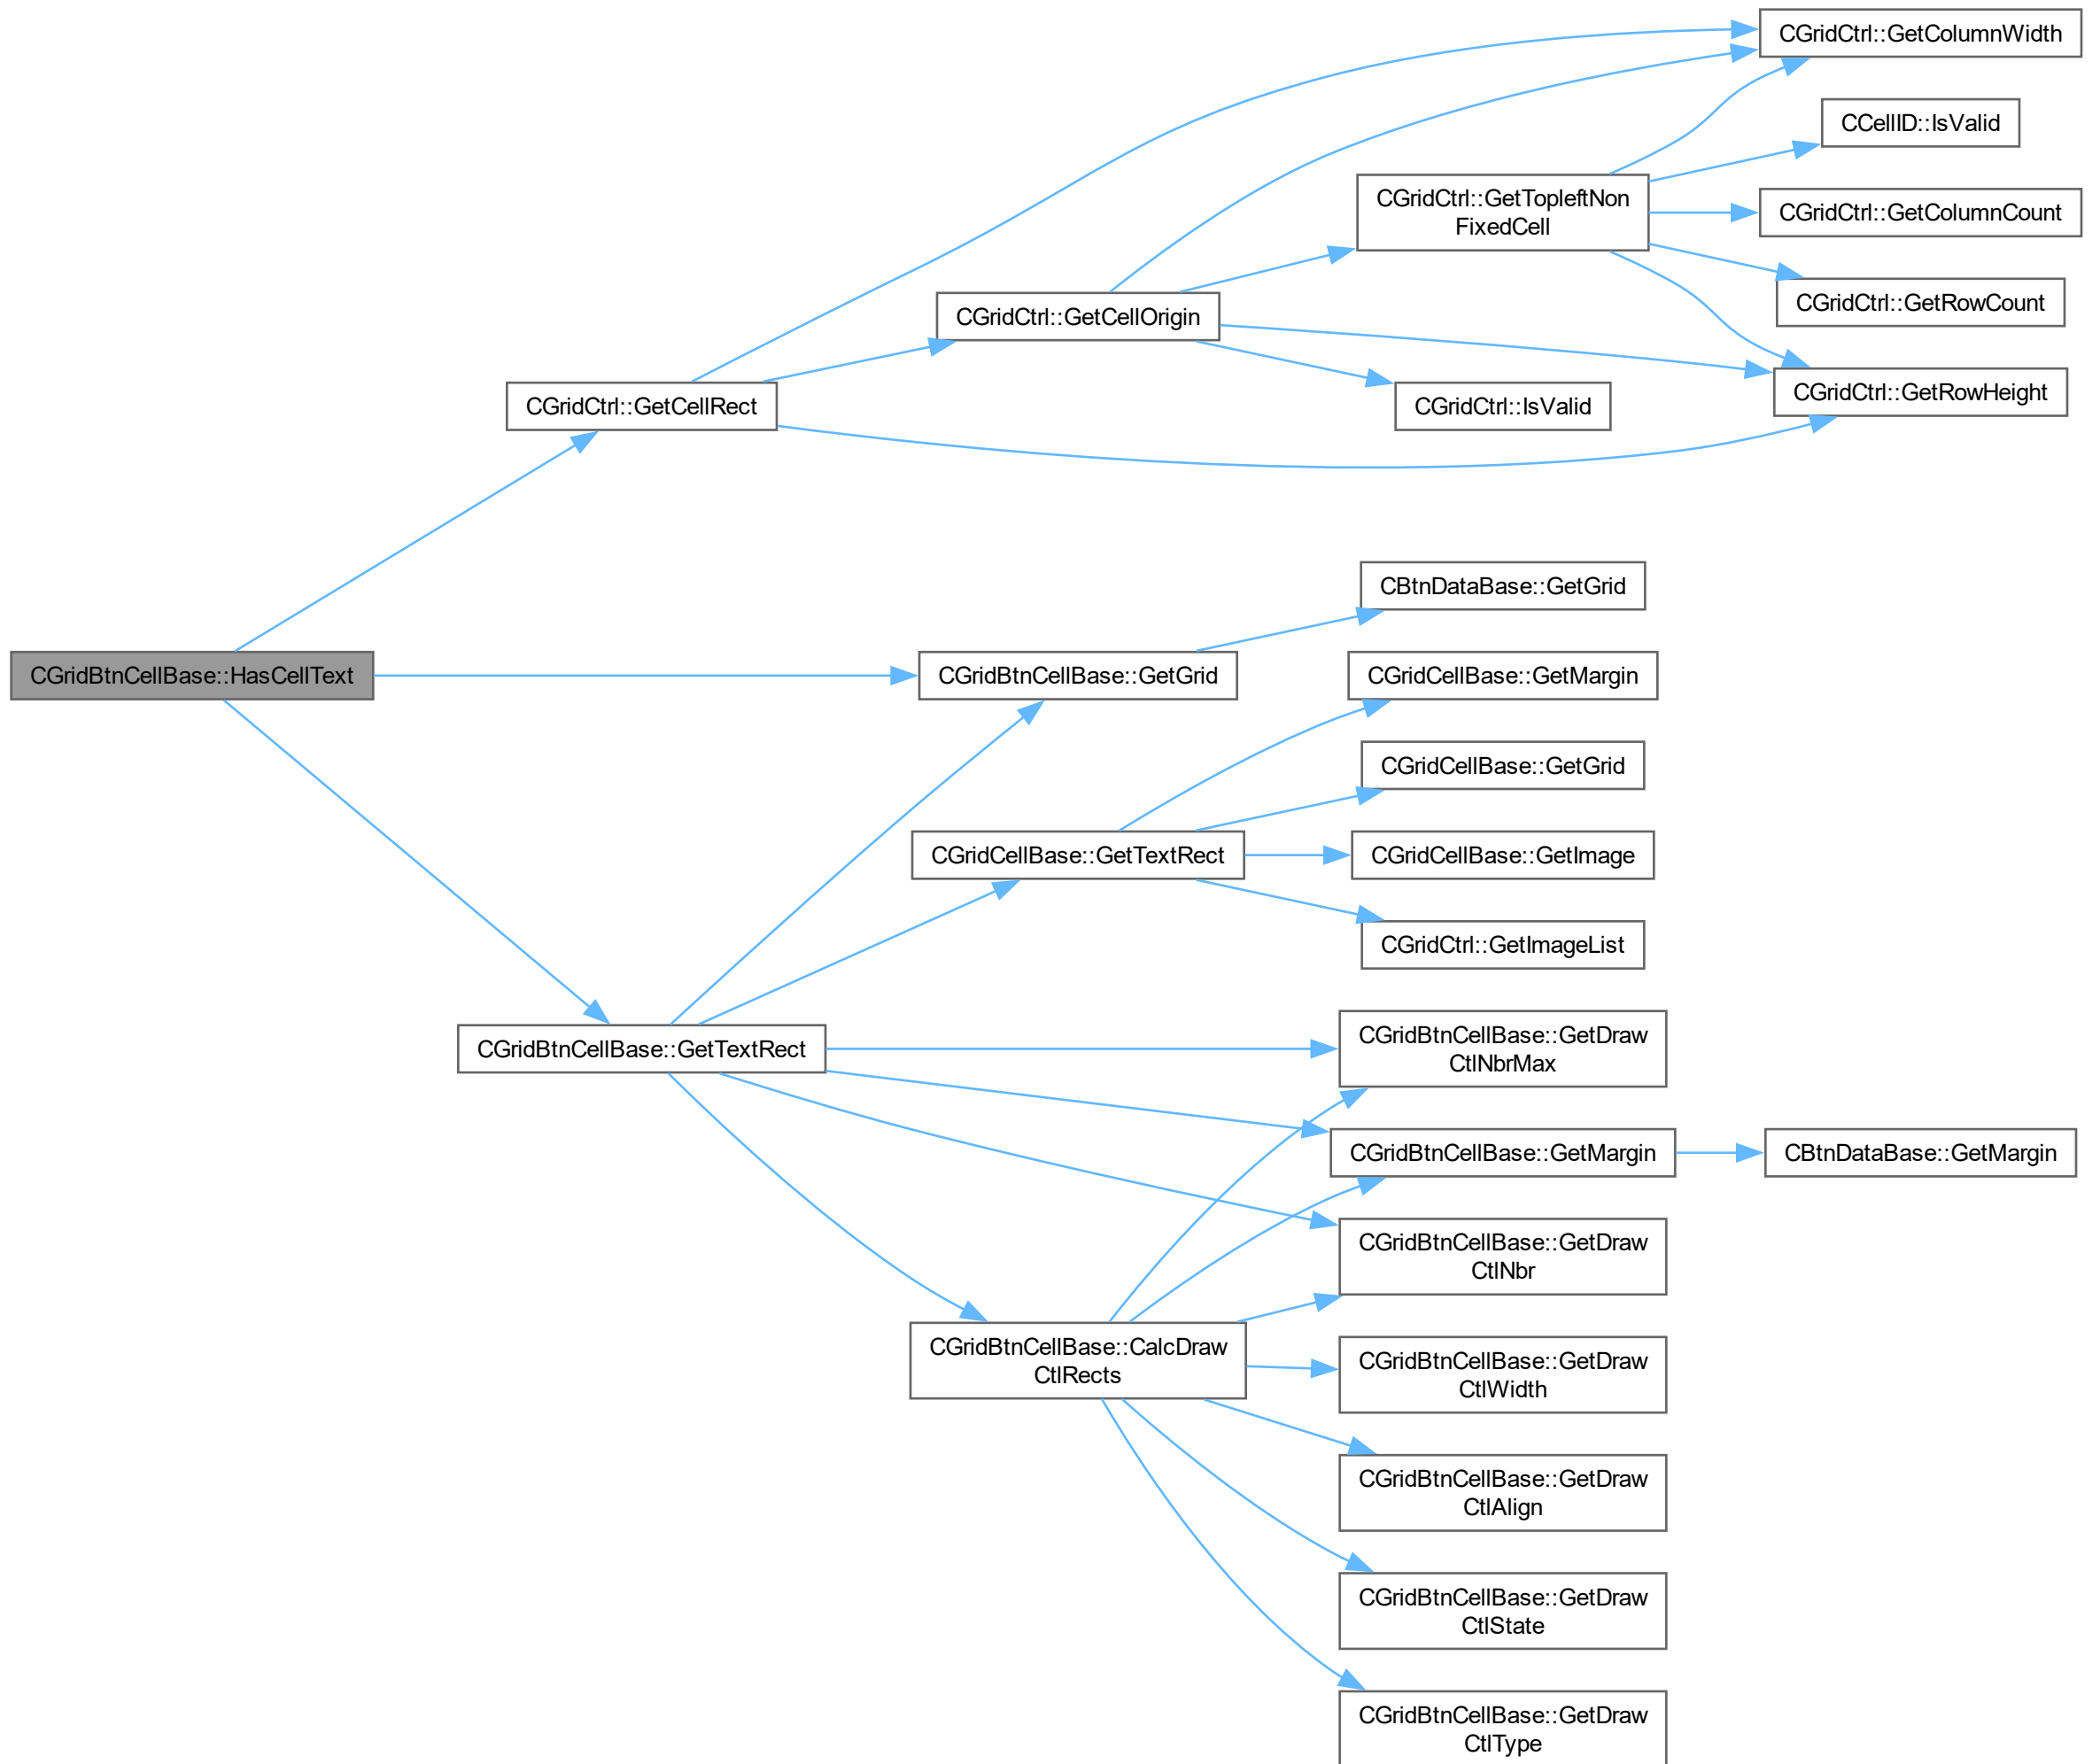 CGridCtrl::GetColumnWidth
CCellID::IsValid
CGridCtrl::GetTopleftNon
FixedCell
CGridCtrl::GetColumnCount
CGridCtrl::GetRowCount
CGridCtrl::GetCellOrigin
CGridCtrl::GetRowHeight
CGridCtrl::GetCellRect
CGridCtrl::IsValid
CBtnDataBase::GetGrid
CGridBtnCellBase::HasCellText
CGridBtnCellBase::GetGrid
CGridCellBase::GetMargin
CGridCellBase::GetGrid
CGridCellBase::GetTextRect
CGridCellBase::GetImage
CGridCtrl::GetImageList
CGridBtnCellBase::GetTextRect
CGridBtnCellBase::GetDraw
CtlNbrMax
CGridBtnCellBase::GetMargin
CBtnDataBase::GetMargin
CGridBtnCellBase::GetDraw
CtlNbr
CGridBtnCellBase::CalcDraw
CtlRects
CGridBtnCellBase::GetDraw
CtlWidth
CGridBtnCellBase::GetDraw
CtlAlign
CGridBtnCellBase::GetDraw
CtlState
CGridBtnCellBase::GetDraw
CtlType